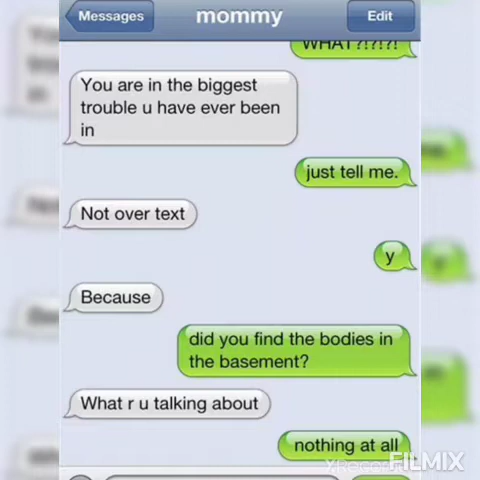 Messages
mommy
Edit
WHAT?!?!?!
You are in the biggest
trouble u have ever been
in
just tell me.
Not over text
y
Because
did you find the bodies in
the basement?
What r u talking about
nothing at all
FILMIX